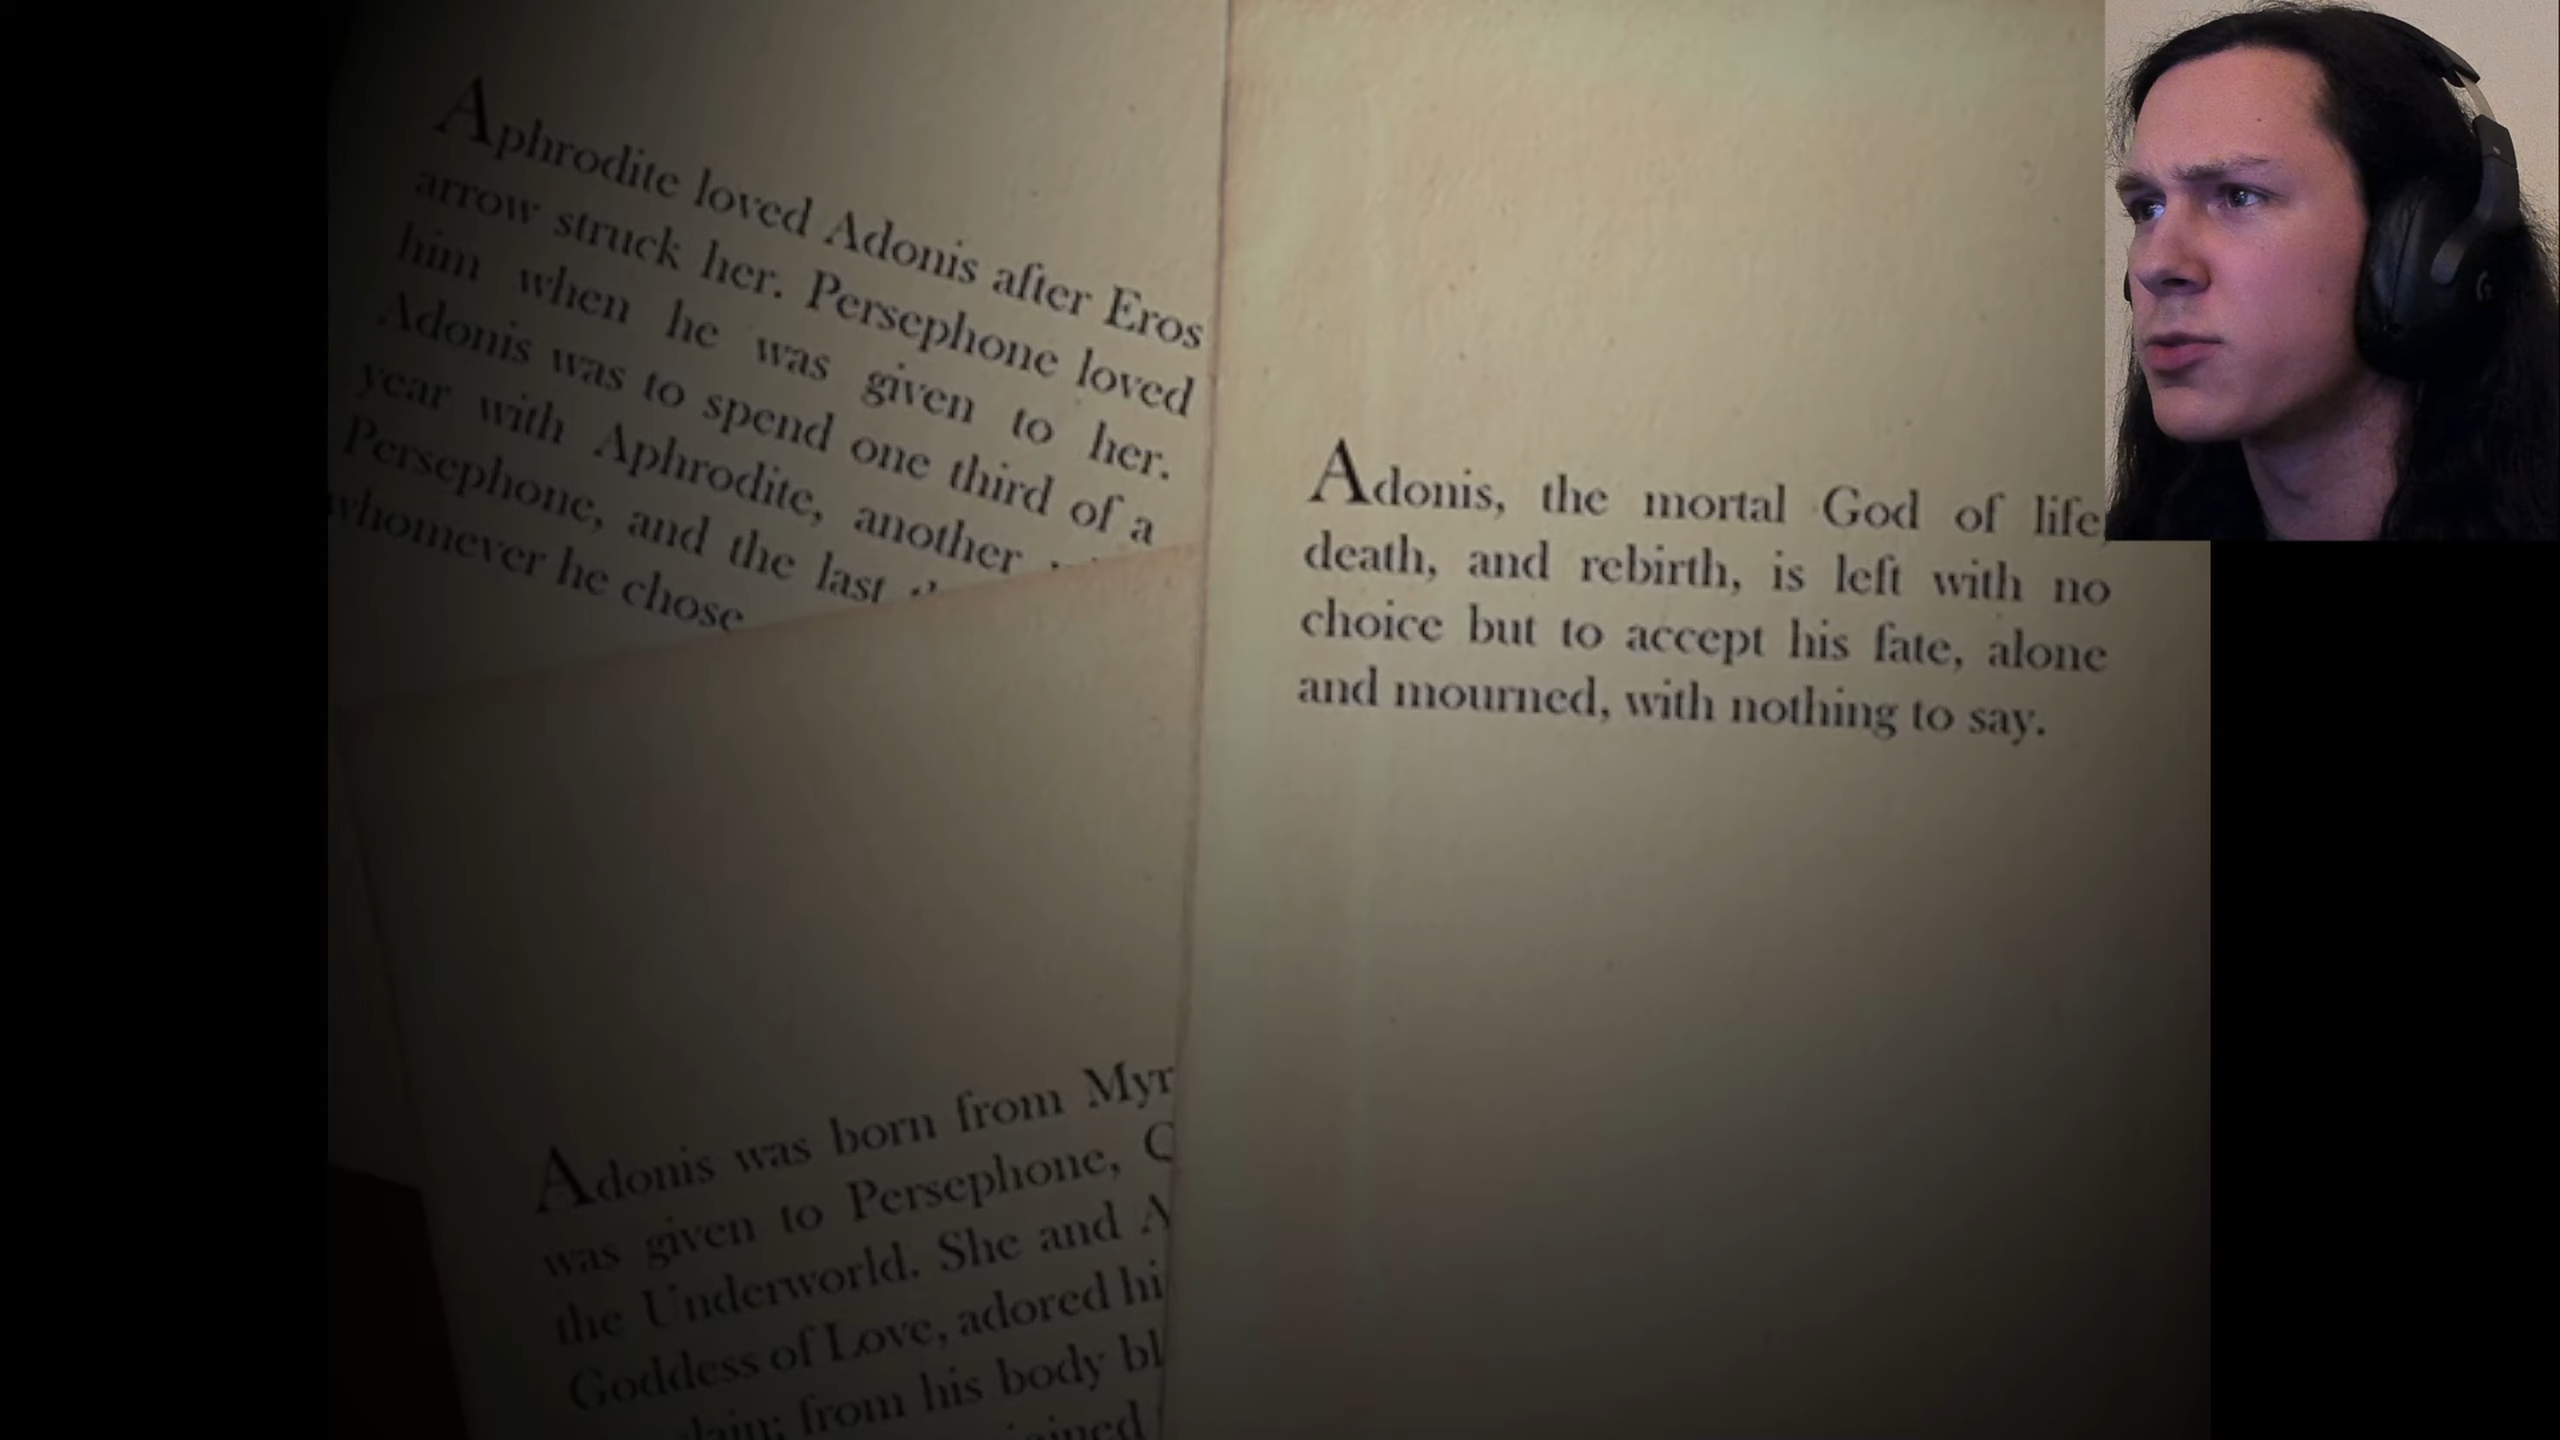 Aphrodite loved Adonis after Eros
arrow struck her. Persephone loved
him when he was given to her.
Adonis was to spend one third of a
year with Aphrodite, another
Persephone, and the last
whomever he chose
Adonis, the mortal God of life,
death, and rebirth, is left with no
choice but to accept his fate, alone
and mourned, with nothing to say.
Adonis was born from Myr
was given to Persephone,
the Underworld. She and A
Goddess of Love, adored hi
from his body bl